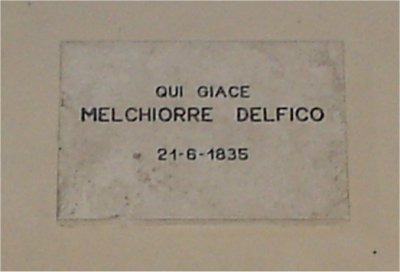 QUI GIACE
MELCHIORRE DELFICO
21-6-1835